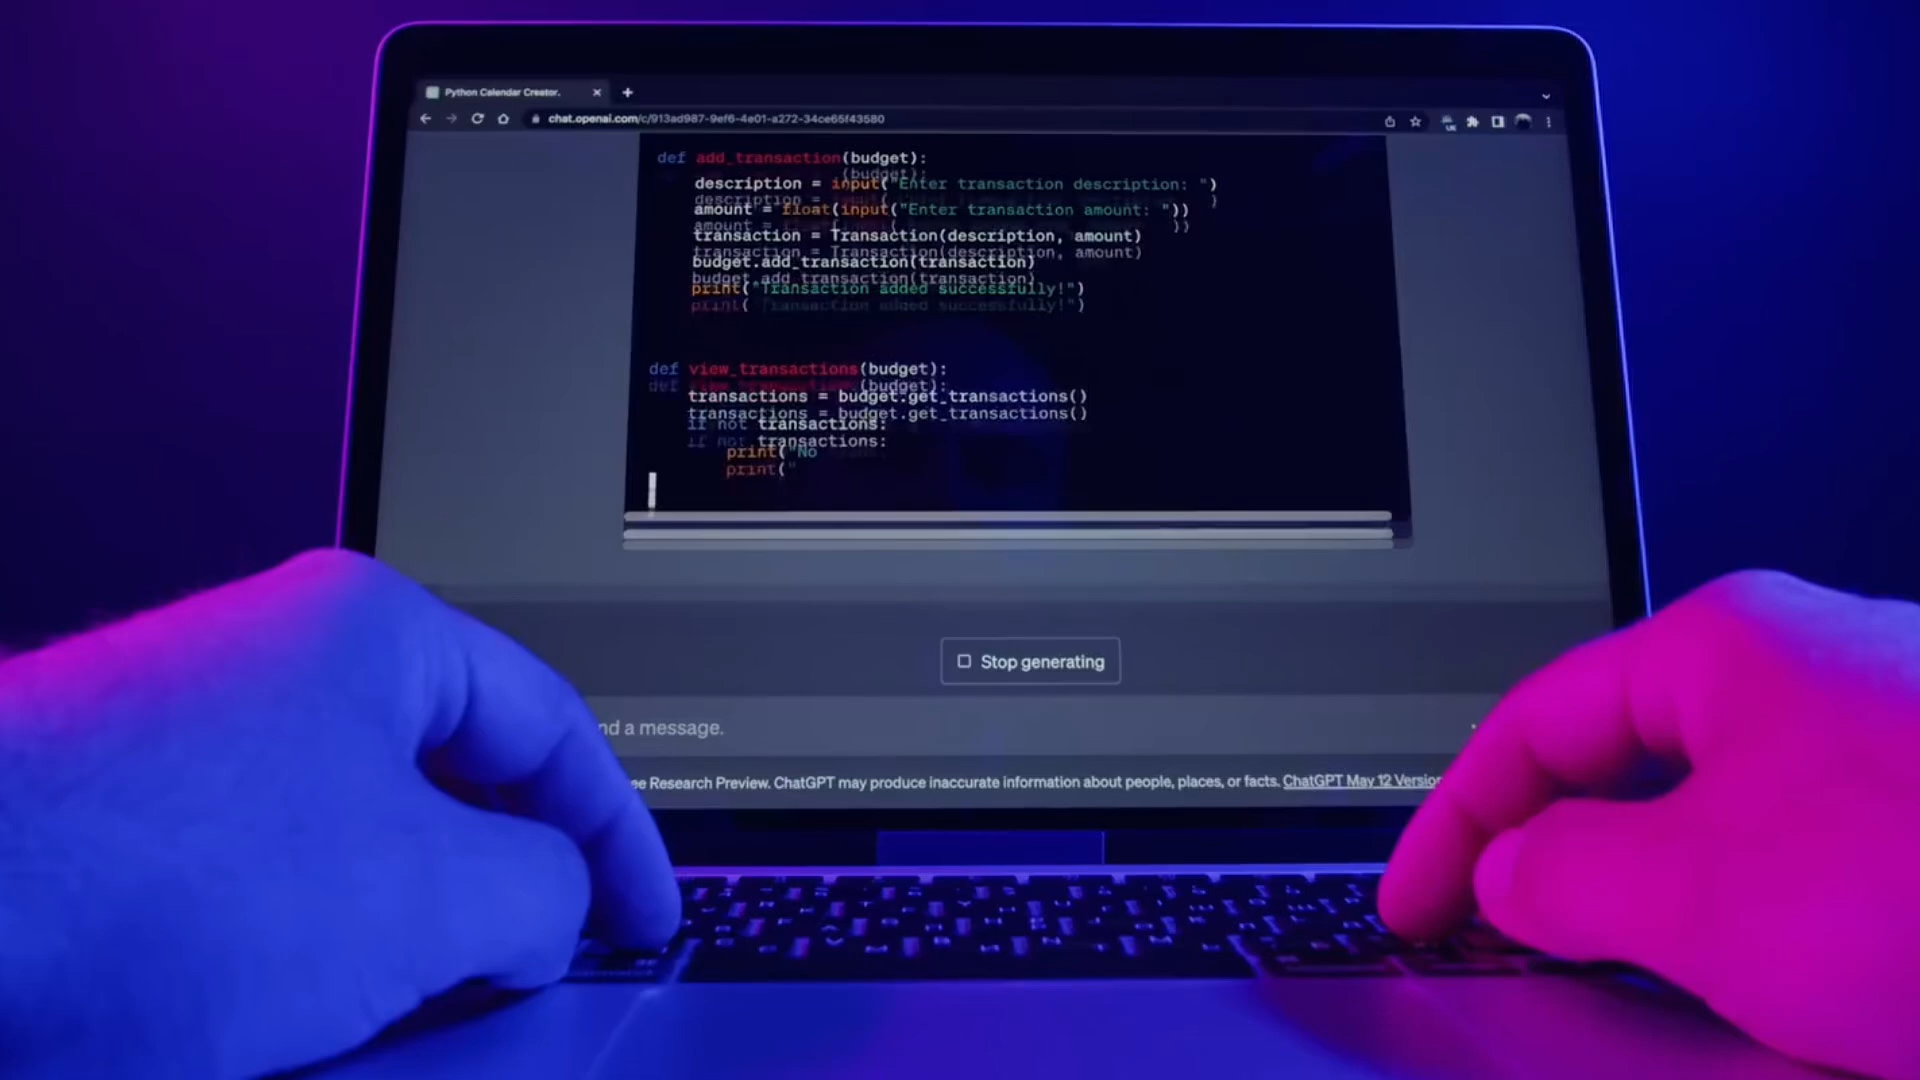 Python Calendar Creator.
chat.openai.com/c/913ad987-9ef6-4e01-a272-34ce65f43580
def add_transaction(budget):
description = input("Enter transaction description: ")
amount = float(input("Enter transaction amount: "))
transaction = Transaction(description, amount)
budget.add_transaction(transaction)
print("Transaction added successfully!")
def view_transactions(budget):
transactions = budget.get_transactions()
if not transactions:
print("No
Stop generating
nd a message.
ee Research Preview. ChatGPT may produce inaccurate information about people, places, or facts. ChatGPT May 12 Versio